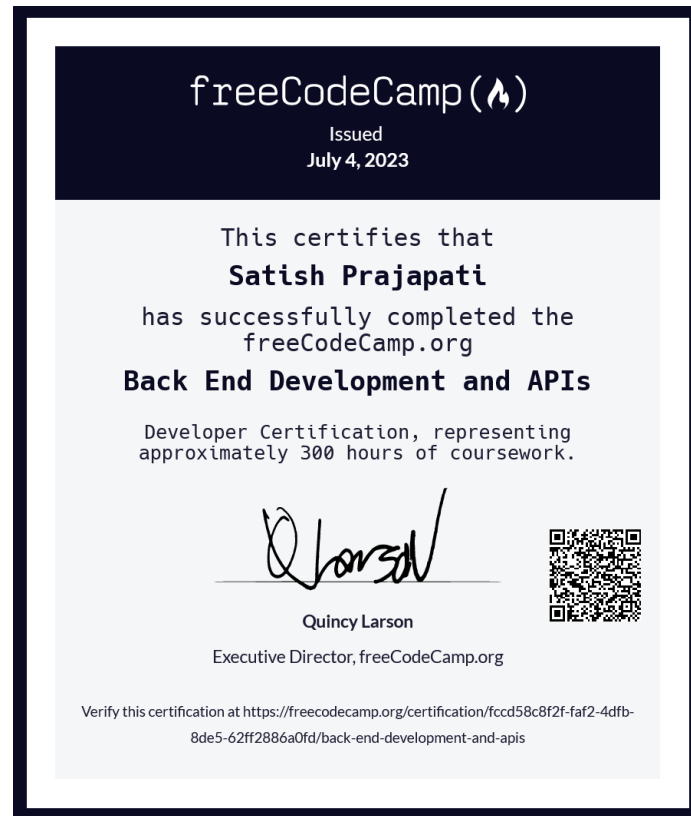 freeCodeCamp
Issued
July 4, 2023
This certifies that
Satish Prajapati
has successfully completed the
freeCodeCamp.org
Back End Development and APIs
Developer Certification, representing
approximately 300 hours of coursework.
Quincy Larson
Executive Director, freeCodeCamp.org
Verify this certification at https://freecodecamp.org/certification/fccd58c8f2f-faf2-4dfb-
8de5-62ff2886a0fd/back-end-development-and-apis